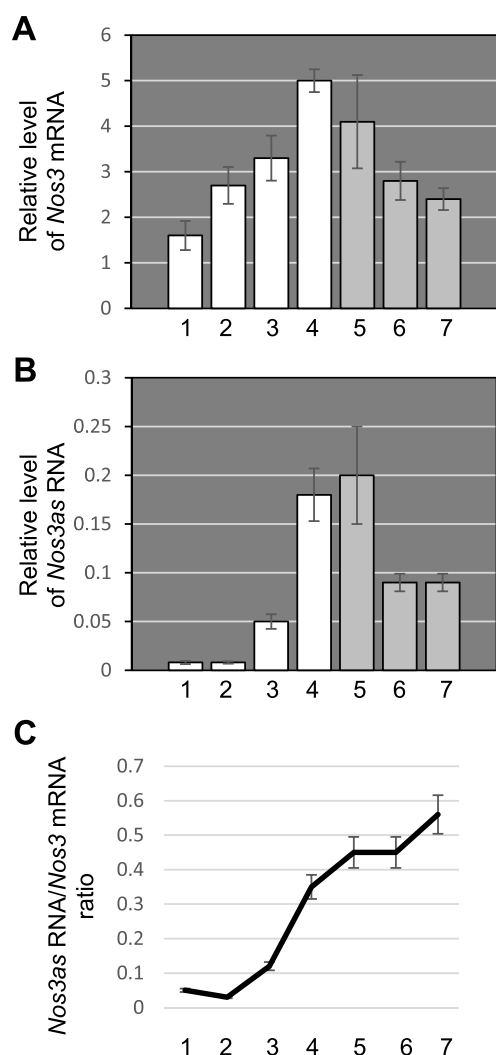 A
Relative level
of Nos3 mRNA
6
5
4
3
2
1
0
1 2 3 4 5 6 7
B
Relative level
of Nos3as RNA
0.3
0.25
0.2
0.15
0.1
0.05
0
1 2 3 4 5 6 7
C
Nos3as RNA/Nos3 mRNA
ratio
0.7
0.6
0.5
0.4
0.3
0.2
0.1
0
1 2 3 4 5 6 7